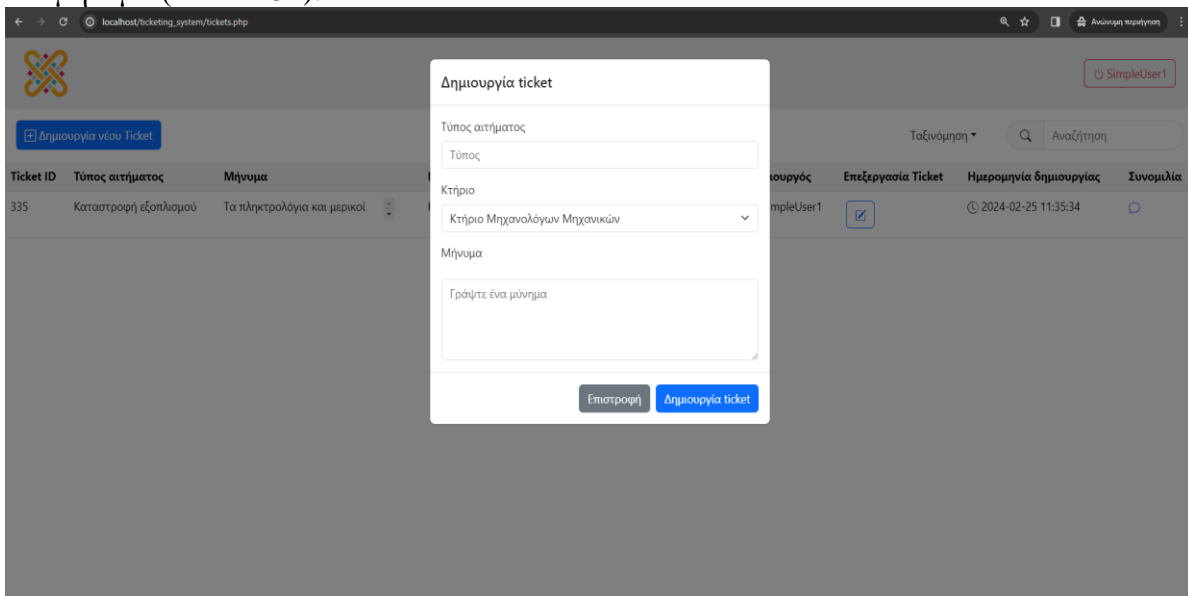 localhost/ticketing_system/tickets.php
Ανώνυμη περιήγηση
SimpleUser1
Δημιουργία νέου Ticket
Ταξινόμηση
Αναζήτηση
Δημιουργία ticket
Τύπος αιτήματος
Τύπος
Κτήριο
Κτήριο Μηχανολόγων Μηχανικών
Μήνυμα
Γράψτε ένα μύνημα
Επιστροφή Δημιουργία ticket
Ticket ID Τύπος αιτήματος Μήνυμα ιουργός Επεξεργασία Ticket Ημερομηνία δημιουργίας Συνομιλία
335 Καταστροφή εξοπλισμού Τα πληκτρολόγια και μερικοί mpleUser1 2024-02-25 11:35:34